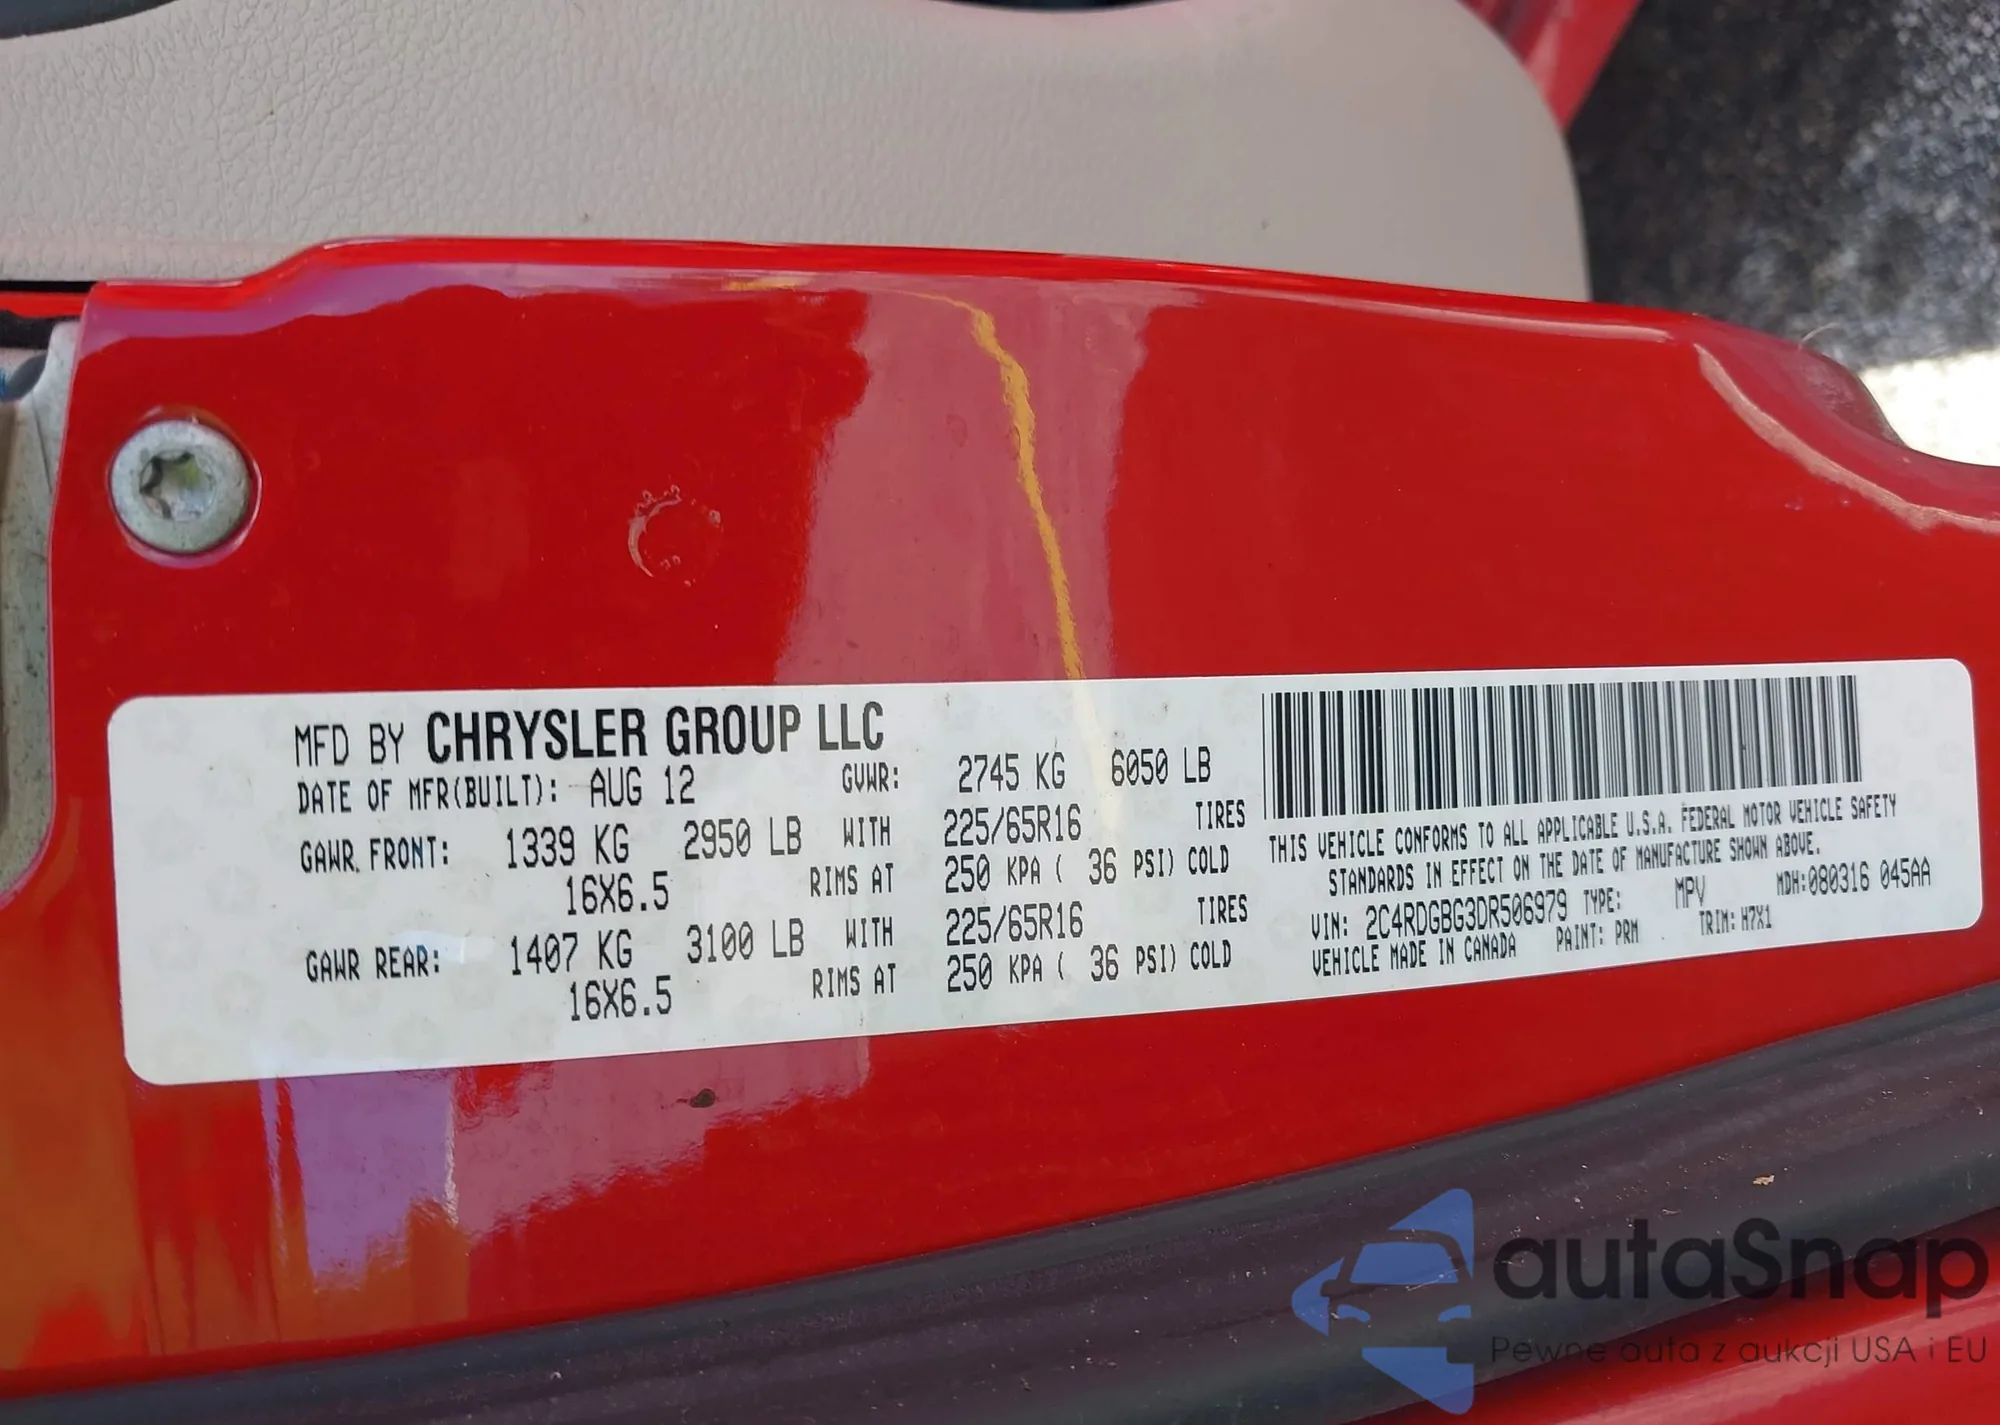 MFD BY CHRYSLER GROUP LLC
DATE OF MFR(BUILT): AUG 12 GVWR: 2745 KG 6050 LB
GAWR FRONT: 1339 KG 2950 LB WITH 225/65R16 TIRES
16X6.5 RIMS AT 250 KPA ( 36 PSI) COLD
GAWR REAR: 1407 KG 3100 LB WITH 225/65R16 TIRES
16X6.5 RIMS AT 250 KPA ( 36 PSI) COLD
THIS VEHICLE CONFORMS TO ALL APPLICABLE U.S.A. FEDERAL MOTOR VEHICLE SAFETY
STANDARDS IN EFFECT ON THE DATE OF MANUFACTURE SHOWN ABOVE.
VIN: 2C4RDGBG3DR506979 TYPE: MPV MDH:080316 045AA
VEHICLE MADE IN CANADA PAINT: PRM TRIM: H7X1
autaSnap
Pewne auta z aukcji USA i EU